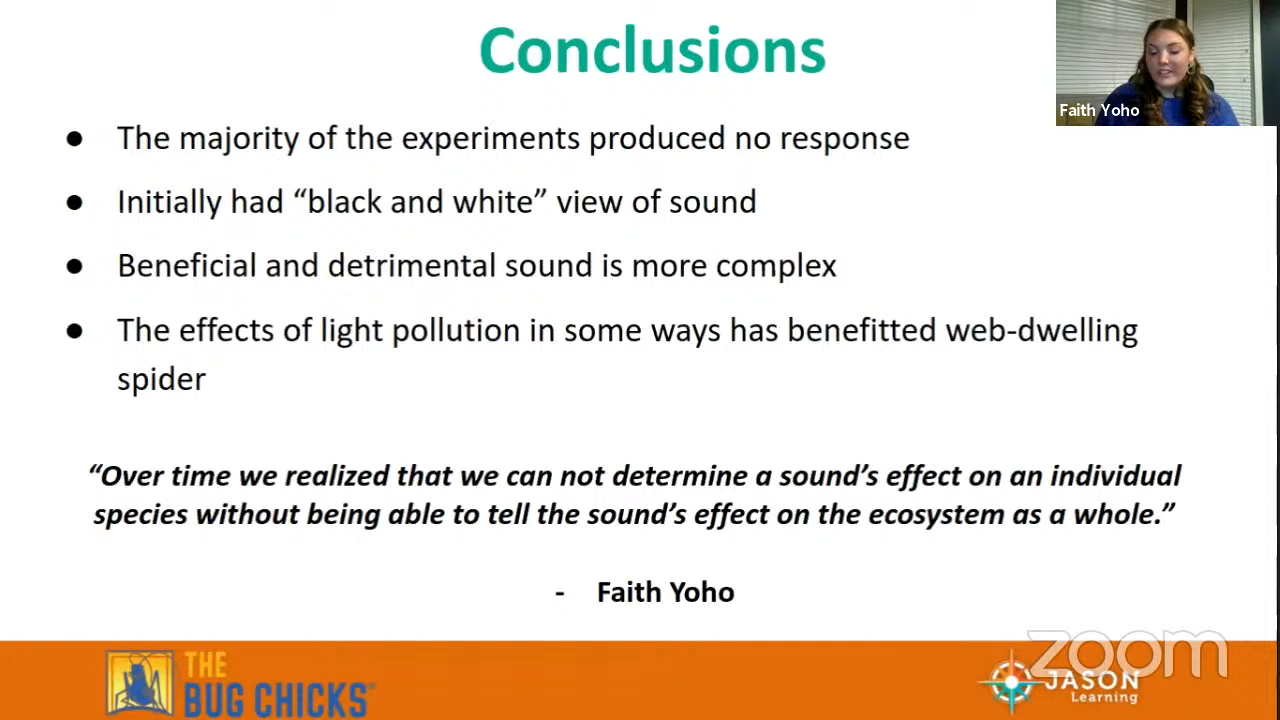 Conclusions
Faith Yoho
● The majority of the experiments produced no response
● Initially had “black and white” view of sound
● Beneficial and detrimental sound is more complex
● The effects of light pollution in some ways has benefitted web-dwelling
spider
“Over time we realized that we can not determine a sound’s effect on an individual
species without being able to tell the sound’s effect on the ecosystem as a whole.”
- Faith Yoho
THE
BUG CHICKS
zoom
JASON
Learning